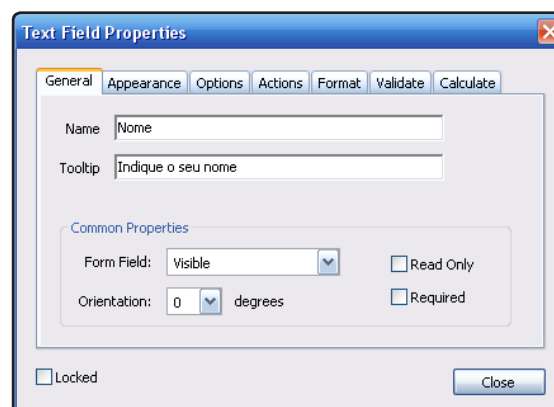 Text Field Properties
General Appearance Options Actions Format Validate Calculate
Name Nome
Tooltip Indique o seu nome
Common Properties
Form Field: Visible Read Only
Orientation: 0 degrees Required
Locked Close